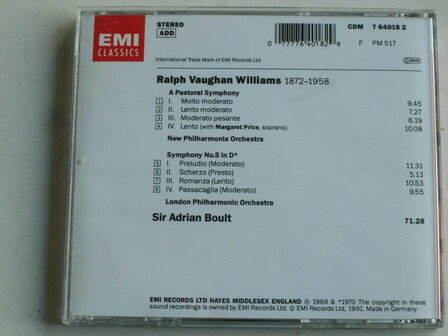 EMI
CLASSICS
STEREO
ADD
CDM 7 64018 2
0 77776 40182 9
F PM 517
International Trade Mark of EMI Records Ltd
Ralph Vaughan Williams 1872–1958
A Pastoral Symphony
1 I. Molto moderato 9.45
2 II. Lento moderato 7.27
3 III. Moderato pesante 6.19
4 IV. Lento (with Margaret Price, soprano) 10.08
New Philharmonia Orchestra
Symphony No.5 in D*
5 I. Preludio (Moderato) 11.31
6 II. Scherzo (Presto) 5.13
7 III. Romanza (Lento) 10.53
8 IV. Passacaglia (Moderato) 9.55
London Philharmonic Orchestra
Sir Adrian Boult 71.28
EMI RECORDS LTD HAYES MIDDLESEX ENGLAND ℗ 1968 & *1970 The copyright in these
sound recordings is owned by EMI Records Ltd. © EMI Records Ltd, 1991.